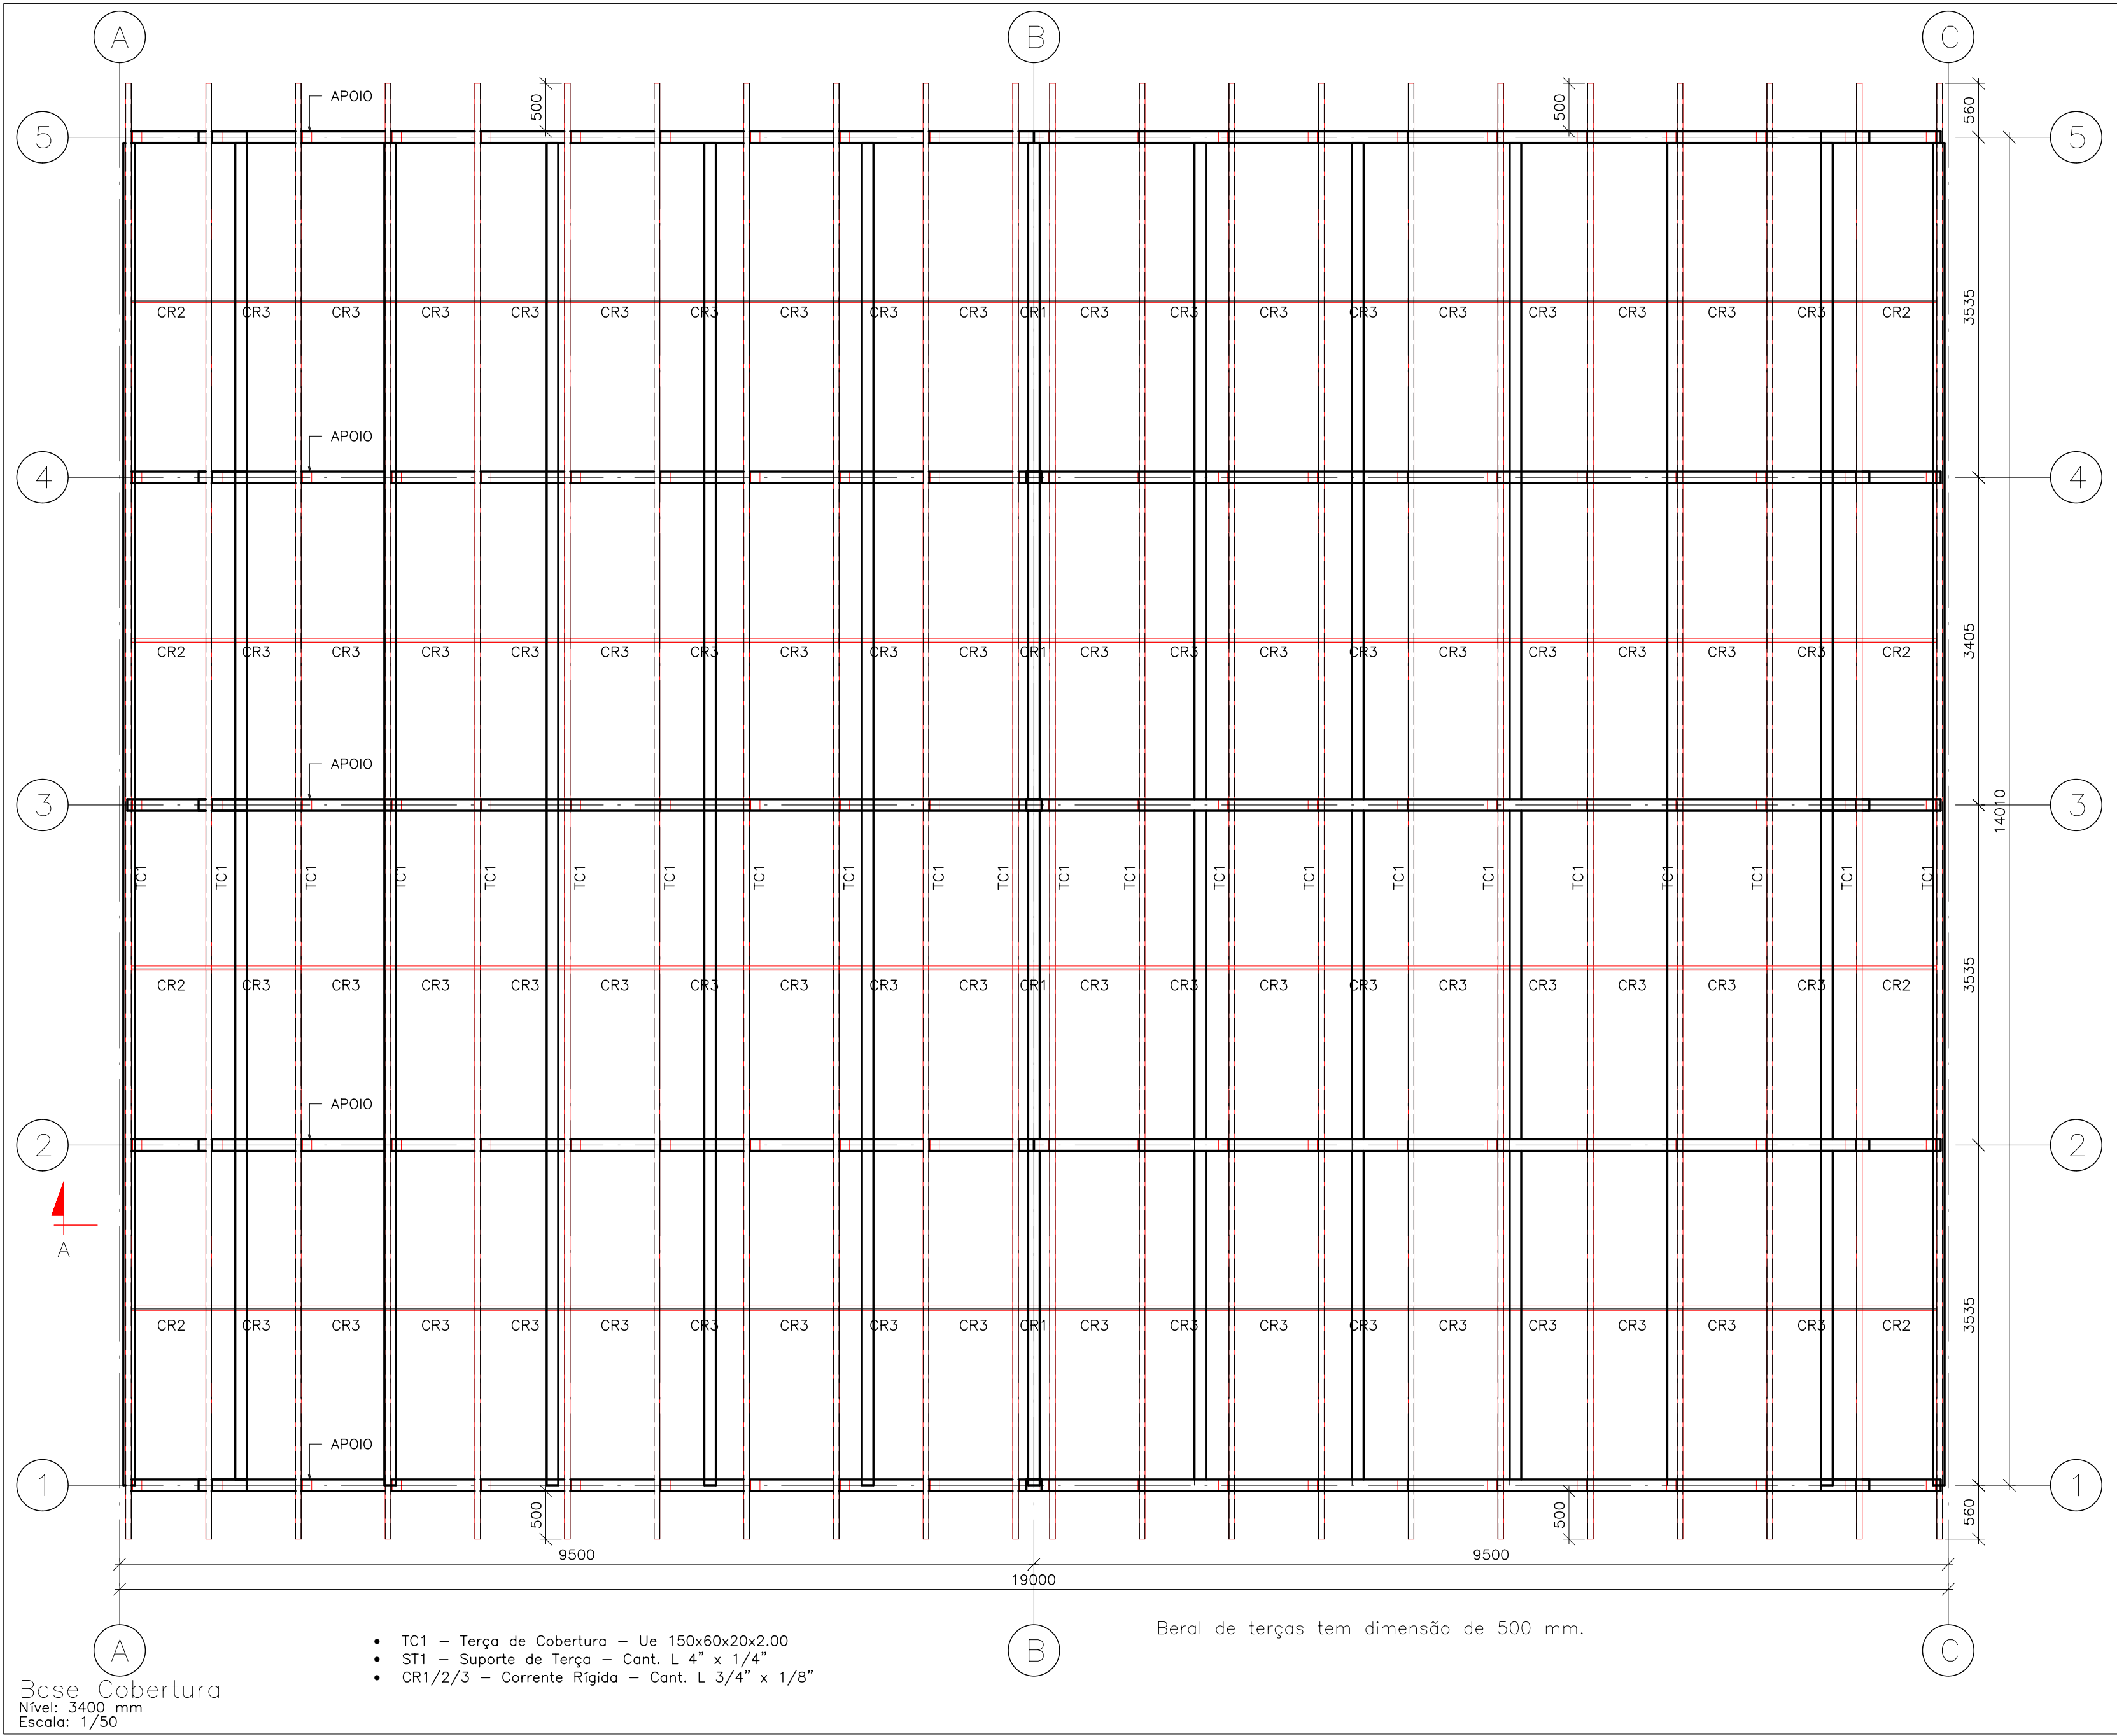 A B C
APOIO
500 500 560
5 5
3535
CR2 CR3 CR3 CR3 CR3 CR3 CR3 CR3 CR3 CR3 CR1 CR3 CR3 CR3 CR3 CR3 CR3 CR3 CR3 CR3 CR2
APOIO
4 4
3405
CR2 CR3 CR3 CR3 CR3 CR3 CR3 CR3 CR3 CR3 CR1 CR3 CR3 CR3 CR3 CR3 CR3 CR3 CR3 CR3 CR2
APOIO
3 3
14010
TC1 TC1 TC1 TC1 TC1 TC1 TC1 TC1 TC1 TC1 TC1 TC1 TC1 TC1 TC1 TC1 TC1 TC1 TC1 TC1 TC1 TC1
3535
CR2 CR3 CR3 CR3 CR3 CR3 CR3 CR3 CR3 CR3 CR1 CR3 CR3 CR3 CR3 CR3 CR3 CR3 CR3 CR3 CR2
APOIO
2 2
A
3535
CR2 CR3 CR3 CR3 CR3 CR3 CR3 CR3 CR3 CR3 CR1 CR3 CR3 CR3 CR3 CR3 CR3 CR3 CR3 CR3 CR2
APOIO
1 1
500 500 560
9500 9500
19000
A B C
Beral de terças tem dimensão de 500 mm.
• TC1 – Terça de Cobertura – Ue 150x60x20x2.00
• ST1 – Suporte de Terça – Cant. L 4" x 1/4"
• CR1/2/3 – Corrente Rígida – Cant. L 3/4" x 1/8"
Base Cobertura
Nível: 3400 mm
Escala: 1/50